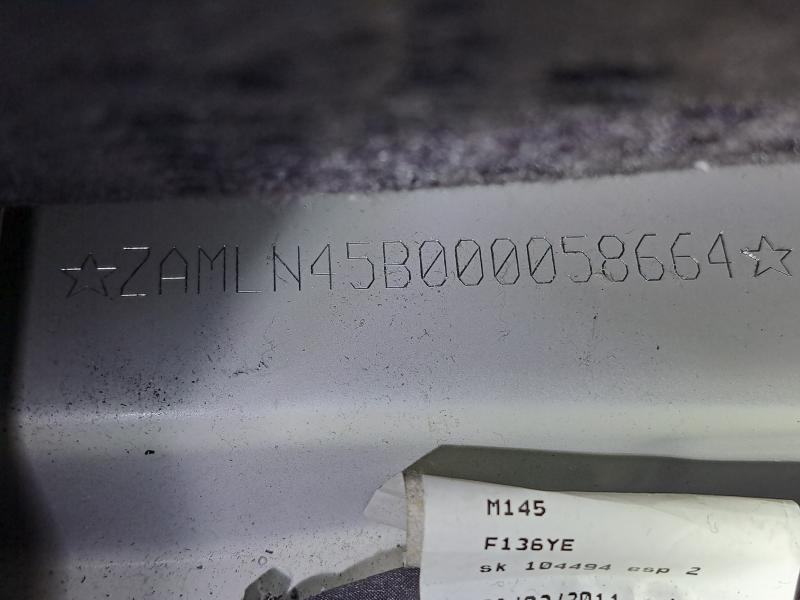 ☆ZAMLN45B000058664☆
M145
F136YE
sk 104494 esp 2